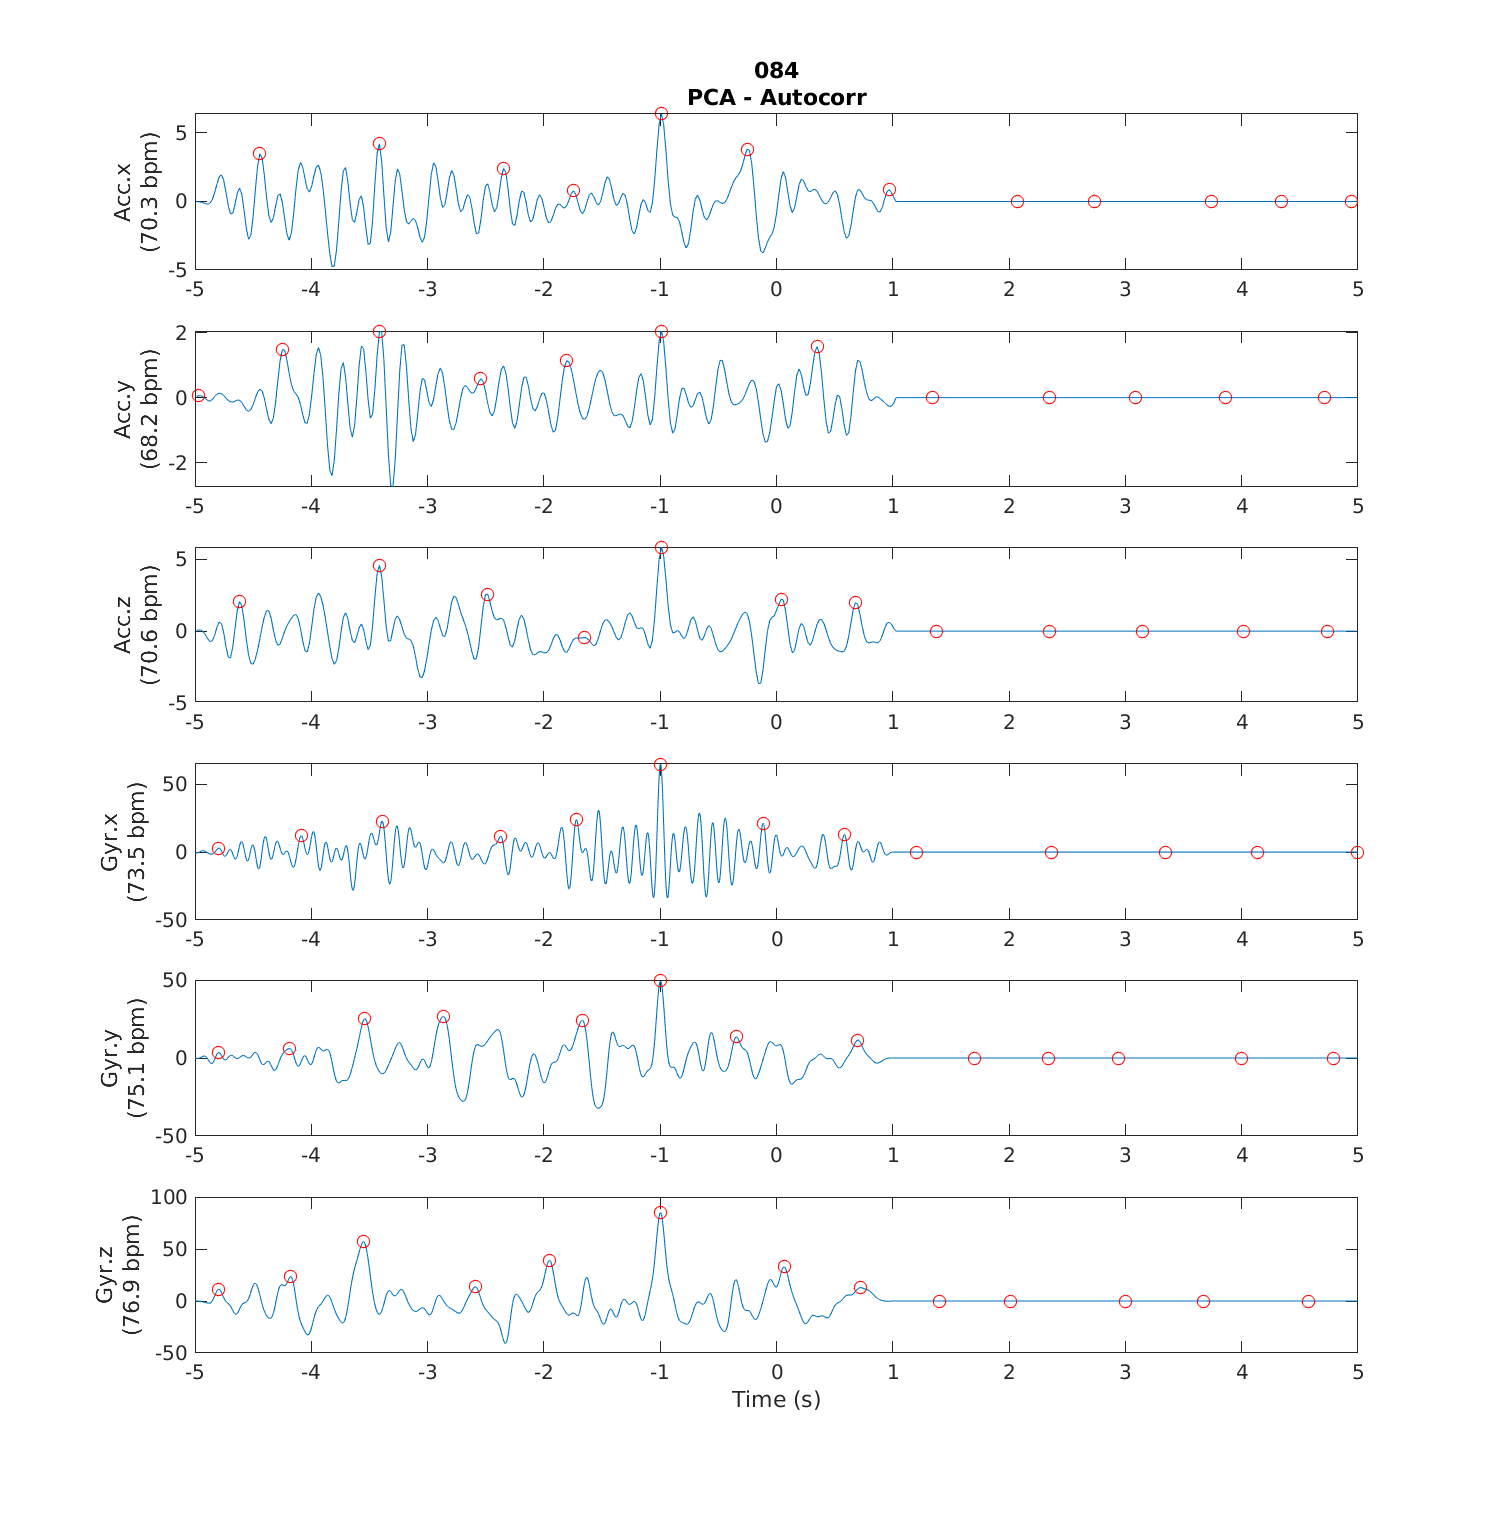 084
PCA - Autocorr
Acc.x
(70.3 bpm)
5
0
-5
-5 -4 -3 -2 -1 0 1 2 3 4 5
Acc.y
(68.2 bpm)
2
0
-2
-5 -4 -3 -2 -1 0 1 2 3 4 5
Acc.z
(70.6 bpm)
5
0
-5
-5 -4 -3 -2 -1 0 1 2 3 4 5
Gyr.x
(73.5 bpm)
50
0
-50
-5 -4 -3 -2 -1 0 1 2 3 4 5
Gyr.y
(75.1 bpm)
50
0
-50
-5 -4 -3 -2 -1 0 1 2 3 4 5
Gyr.z
(76.9 bpm)
100
50
0
-50
-5 -4 -3 -2 -1 0 1 2 3 4 5
Time (s)